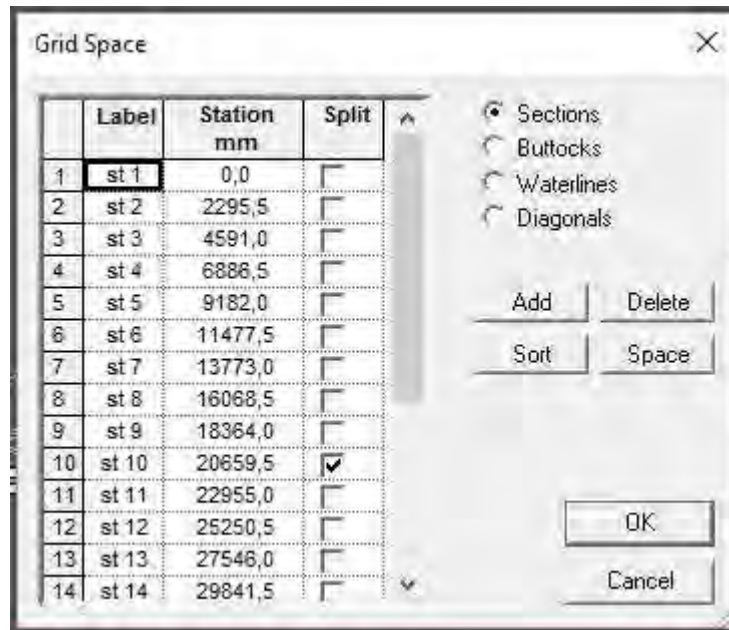 Grid Space
Label Station mm Split
1 st 1 0,0
2 st 2 2295,5
3 st 3 4591,0
4 st 4 6886,5
5 st 5 9182,0
6 st 6 11477,5
7 st 7 13773,0
8 st 8 16068,5
9 st 9 18364,0
10 st 10 20659,5
11 st 11 22955,0
12 st 12 25250,5
13 st 13 27546,0
14 st 14 29841,5
Sections
Buttocks
Waterlines
Diagonals
Add Delete
Sort Space
OK
Cancel